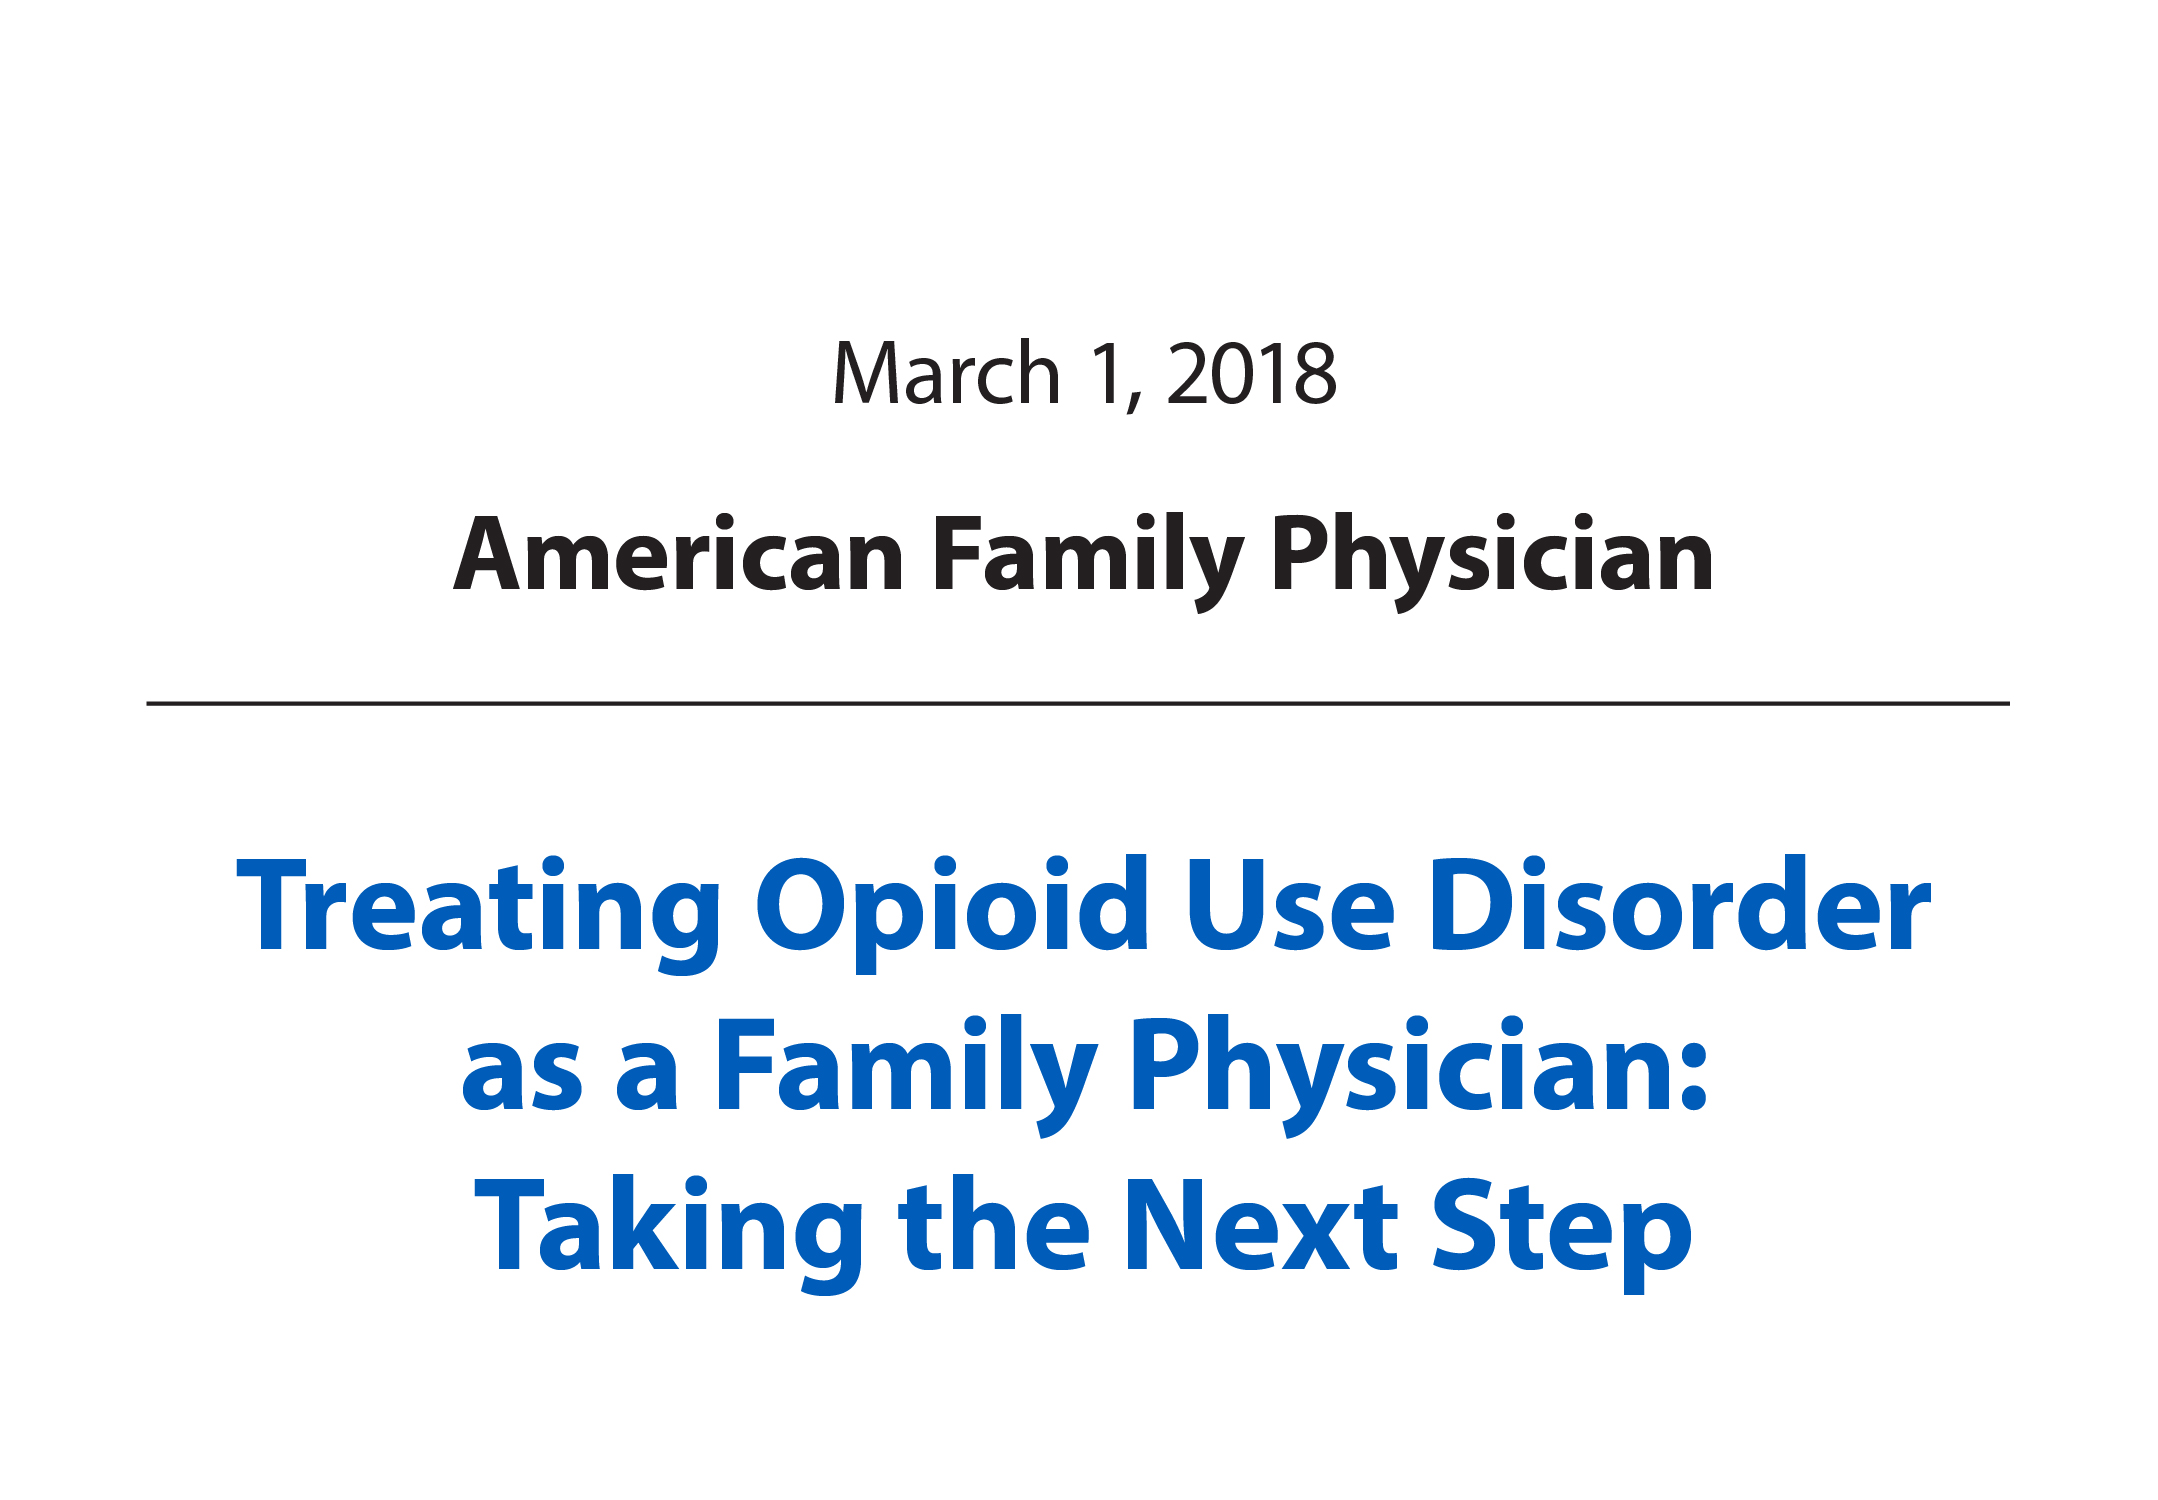 March 1, 2018
American Family Physician
Treating Opioid Use Disorder
as a Family Physician:
Taking the Next Step